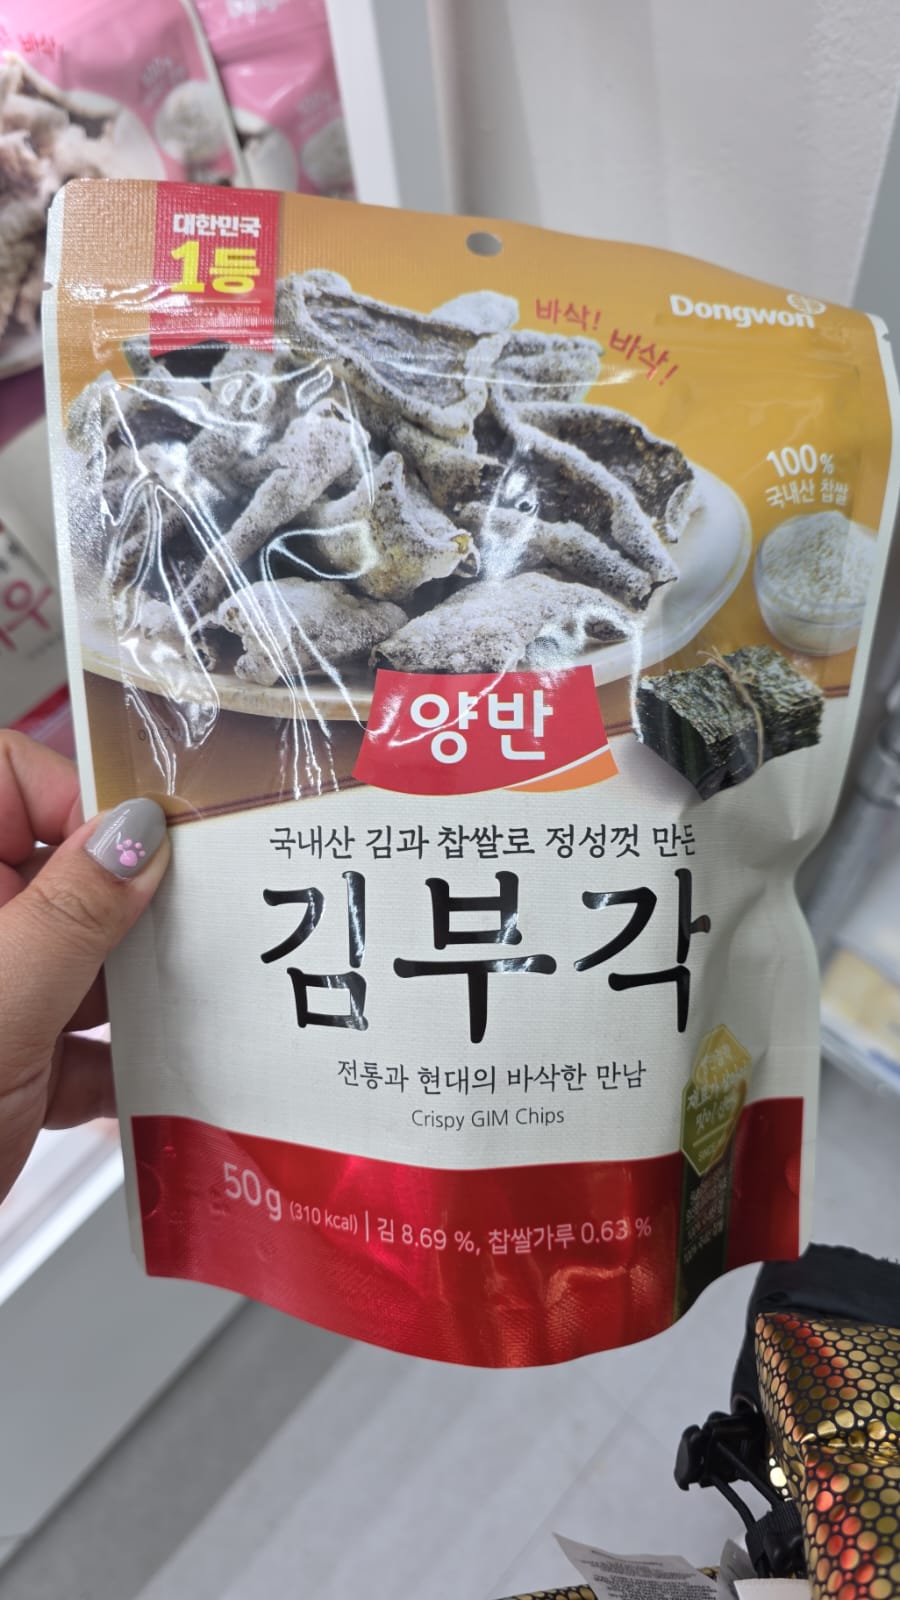 바삭!
대한민국
1등
Dongwon
바삭! 바삭!
100%
국내산 찹쌀
양반
국내산 김과 찹쌀로 정성껏 만든
김부각
전통과 현대의 바삭한 만남
Crispy GIM Chips
50g (310 kcal) | 김 8.69 %, 찹쌀가루 0.63 %